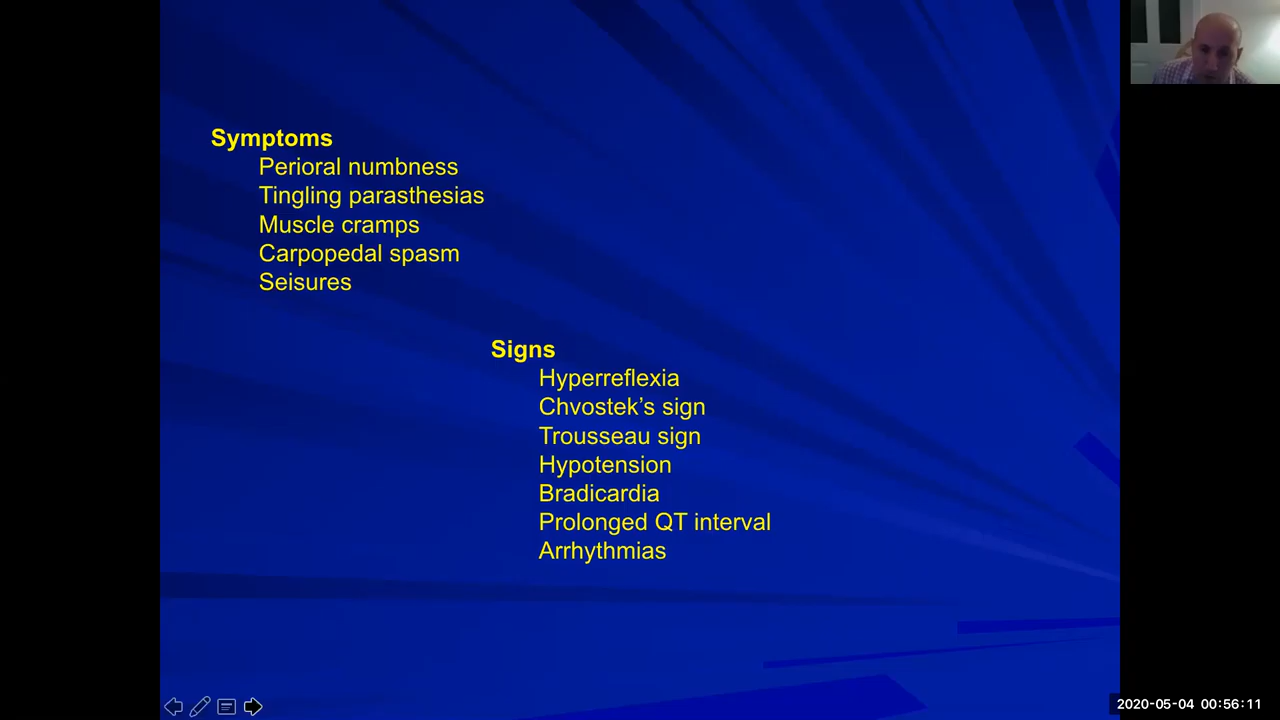 Symptoms
Perioral numbness
Tingling parasthesias
Muscle cramps
Carpopedal spasm
Seisures
Signs
Hyperreflexia
Chvostek’s sign
Trousseau sign
Hypotension
Bradicardia
Prolonged QT interval
Arrhythmias
2020-05-04 00:56:11